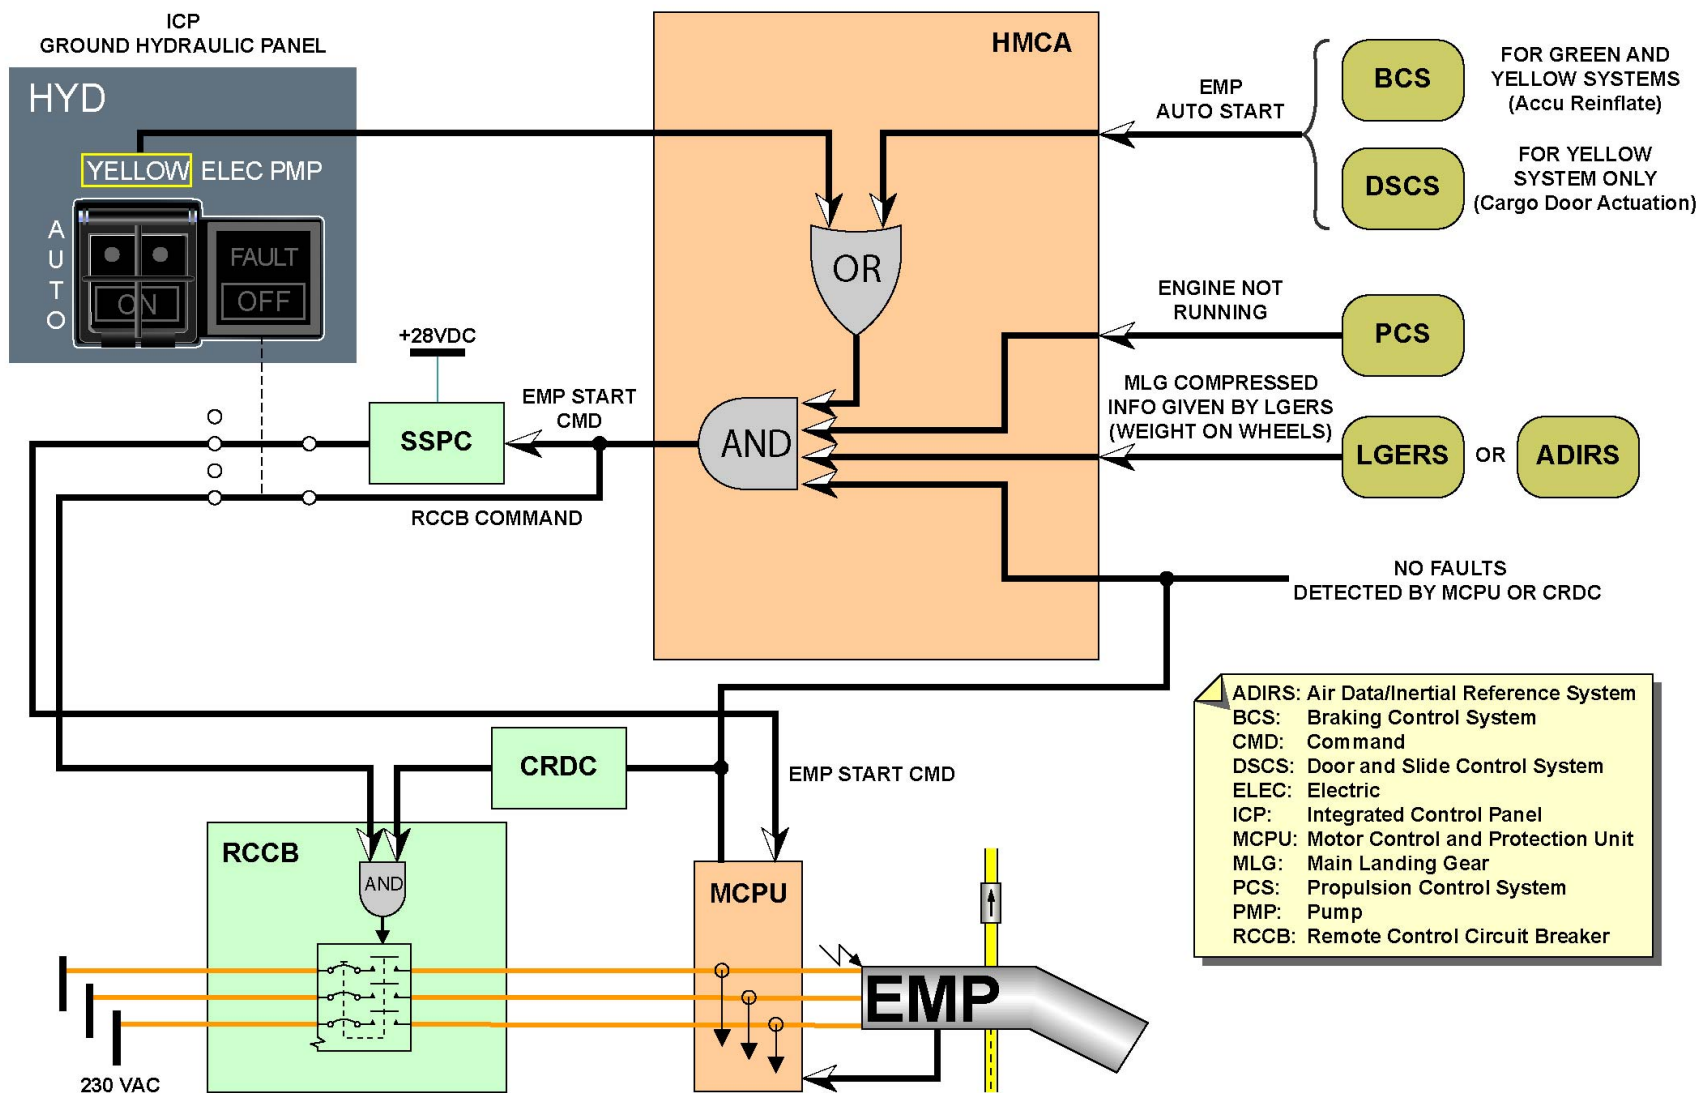 ICP
GROUND HYDRAULIC PANEL
HYD
YELLOW ELEC PMP
AUTO
FAULT
ON
OFF
HMCA
EMP
AUTO START
BCS
FOR GREEN AND
YELLOW SYSTEMS
(Accu Reinflate)
DSCS
FOR YELLOW
SYSTEM ONLY
(Cargo Door Actuation)
OR
ENGINE NOT
RUNNING
PCS
+28VDC
SSPC
EMP START
CMD
AND
MLG COMPRESSED
INFO GIVEN BY LGERS
(WEIGHT ON WHEELS)
LGERS OR ADIRS
RCCB COMMAND
NO FAULTS
DETECTED BY MCPU OR CRDC
CRDC
EMP START CMD
RCCB
AND
MCPU
EMP
230 VAC
ADIRS: Air Data/Inertial Reference System
BCS: Braking Control System
CMD: Command
DSCS: Door and Slide Control System
ELEC: Electric
ICP: Integrated Control Panel
MCPU: Motor Control and Protection Unit
MLG: Main Landing Gear
PCS: Propulsion Control System
PMP: Pump
RCCB: Remote Control Circuit Breaker